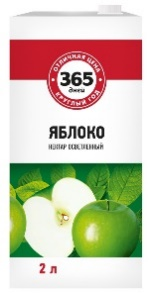 ОТЛИЧНАЯ ЦЕНА
365
дней
КРУГЛЫЙ ГОД
ЯБЛОКО
НЕКТАР ОСВЕТЛЕННЫЙ
2 л